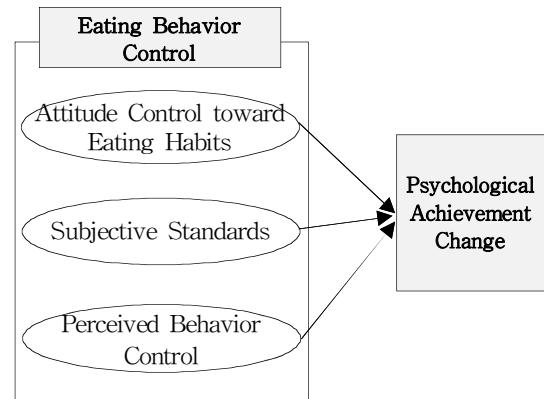 Eating Behavior
Control
Attitude Control toward
Eating Habits
Subjective Standards
Perceived Behavior
Control
Psychological
Achievement
Change